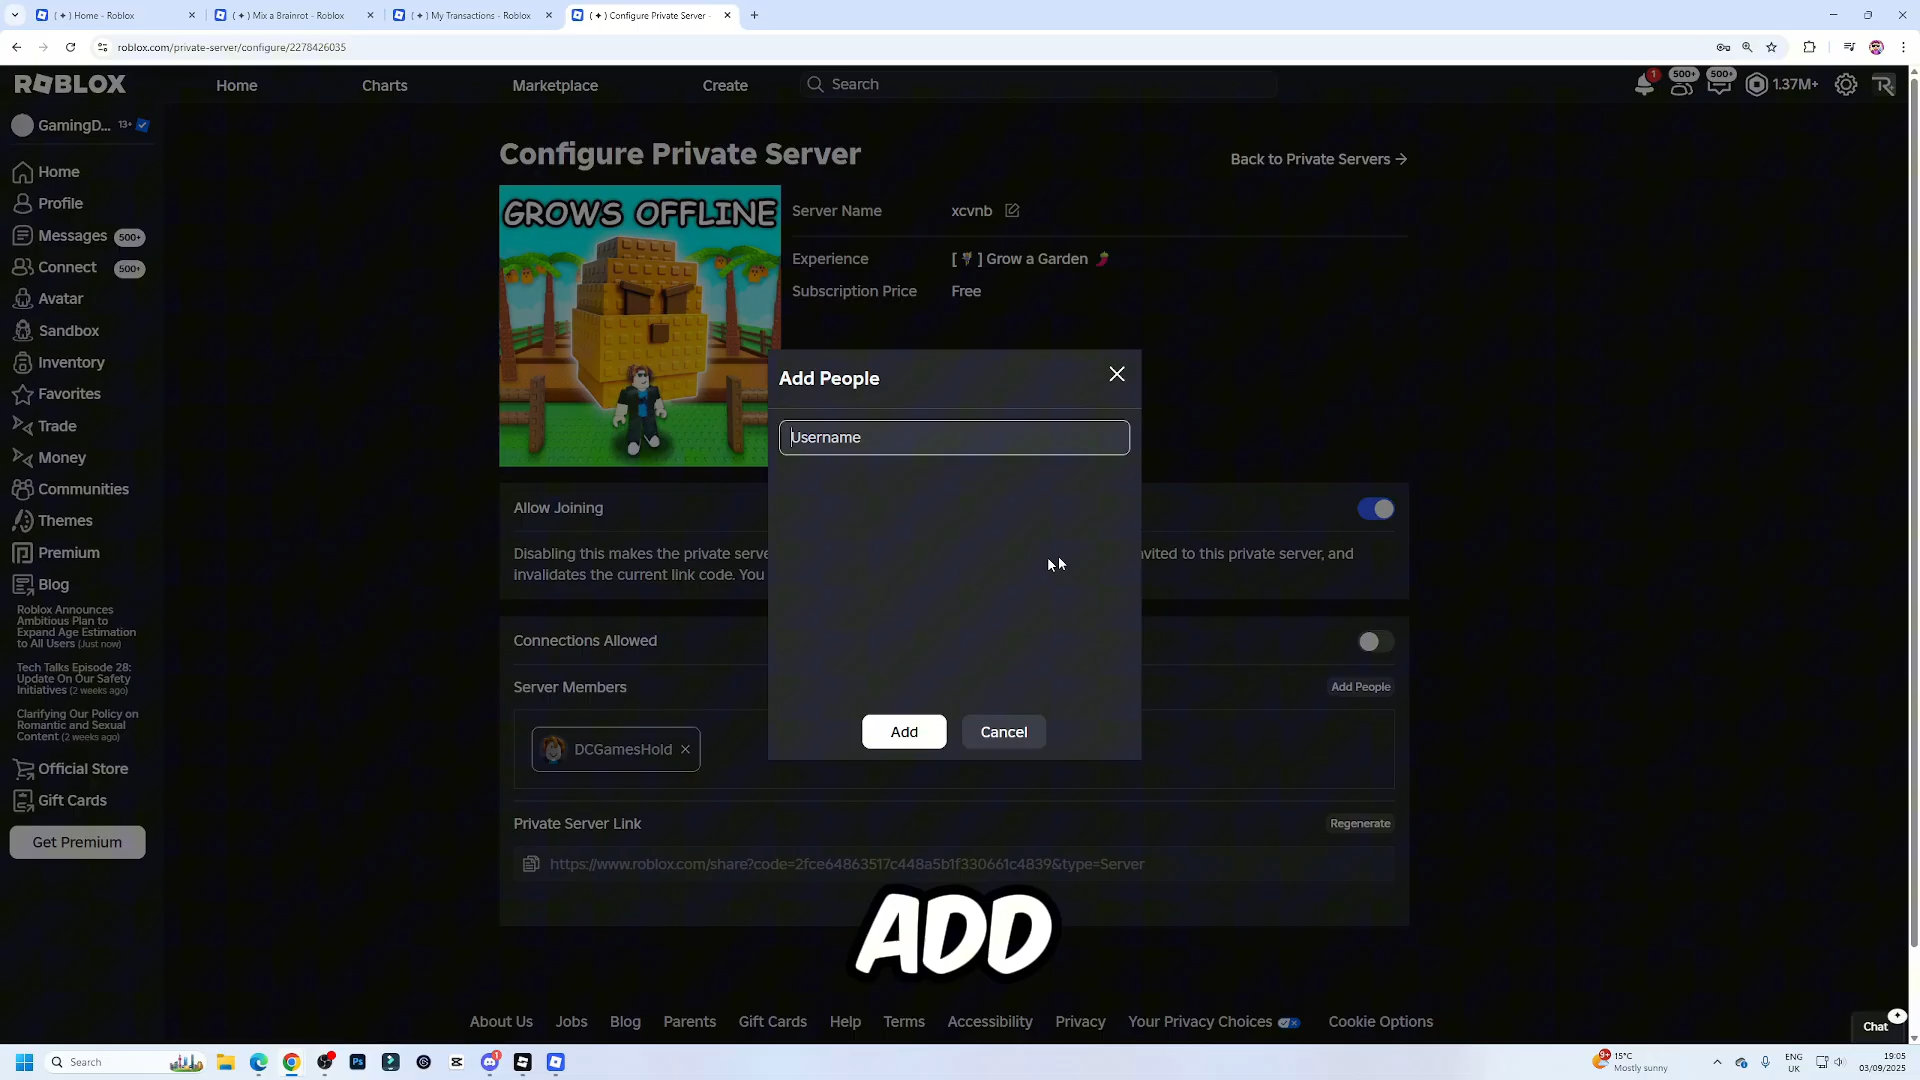 ( ✦ ) Home - Roblox
( ✦ ) Mix a Brainrot - Roblox
( ✦ ) My Transactions - Roblox
( ✦ ) Configure Private Server -
roblox.com/private-server/configure/2278426035
ROBLOX
Home
Charts
Marketplace
Create
Search
1
500+
500+
1.37M+
GamingD... 13+
Home
Profile
Messages 500+
Connect 500+
Avatar
Sandbox
Inventory
Favorites
Trade
Money
Communities
Themes
Premium
Blog
Roblox Announces
Ambitious Plan to
Expand Age Estimation
to All Users (Just now)
Tech Talks Episode 28:
Update On Our Safety
Initiatives (2 weeks ago)
Clarifying Our Policy on
Romantic and Sexual
Content (2 weeks ago)
Official Store
Gift Cards
Get Premium
Configure Private Server
Back to Private Servers →
GROWS OFFLINE
Server Name xcvnb
Experience [ ] Grow a Garden 🌶️
Subscription Price Free
Add People
Username
Add
Cancel
Allow Joining
Disabling this makes the private serve
vited to this private server, and
invalidates the current link code. You
Connections Allowed
Server Members
Add People
DCGamesHold
Private Server Link
Regenerate
https://www.roblox.com/share?code=2fce64863517c448a5b1f330661c4839&type=Server
ADD
About Us
Jobs
Blog
Parents
Gift Cards
Help
Terms
Accessibility
Privacy
Your Privacy Choices
Cookie Options
Chat
Search
1
9+
15°C
Mostly sunny
ENG
UK
19:05
03/09/2025